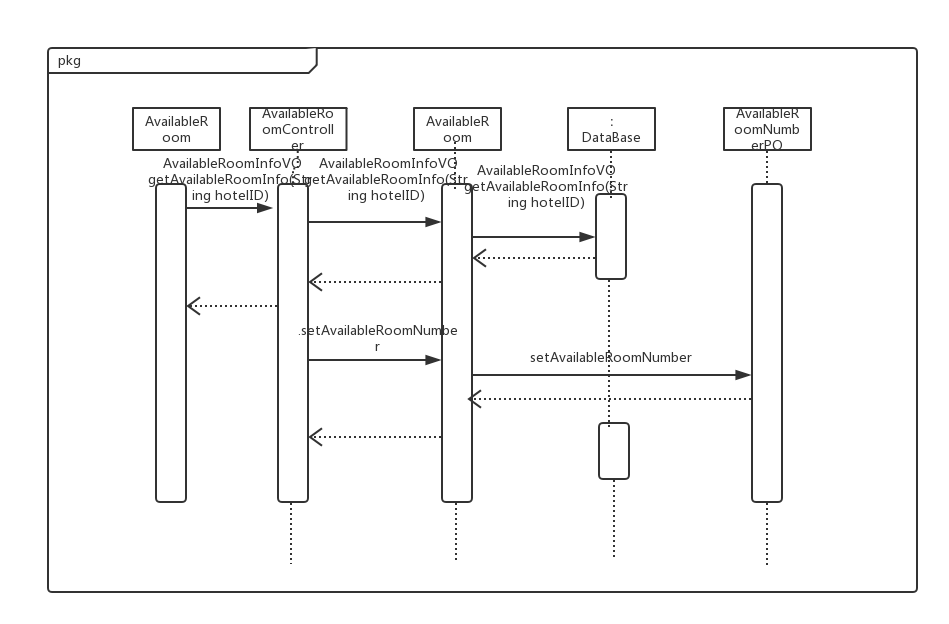 pkg
AvailableR
oom
AvailableRo
omControll
er
AvailableR
oom
:
DataBase
AvailableR
oomNumb
erPO
AvailableRoomInfoVO
getAvailableRoomInfo(Str
ing hotelID)
AvailableRoomInfoVO
getAvailableRoomInfo(Str
ing hotelID)
AvailableRoomInfoVO
getAvailableRoomInfo(Str
ing hotelID)
.setAvailableRoomNumbe
r
setAvailableRoomNumber